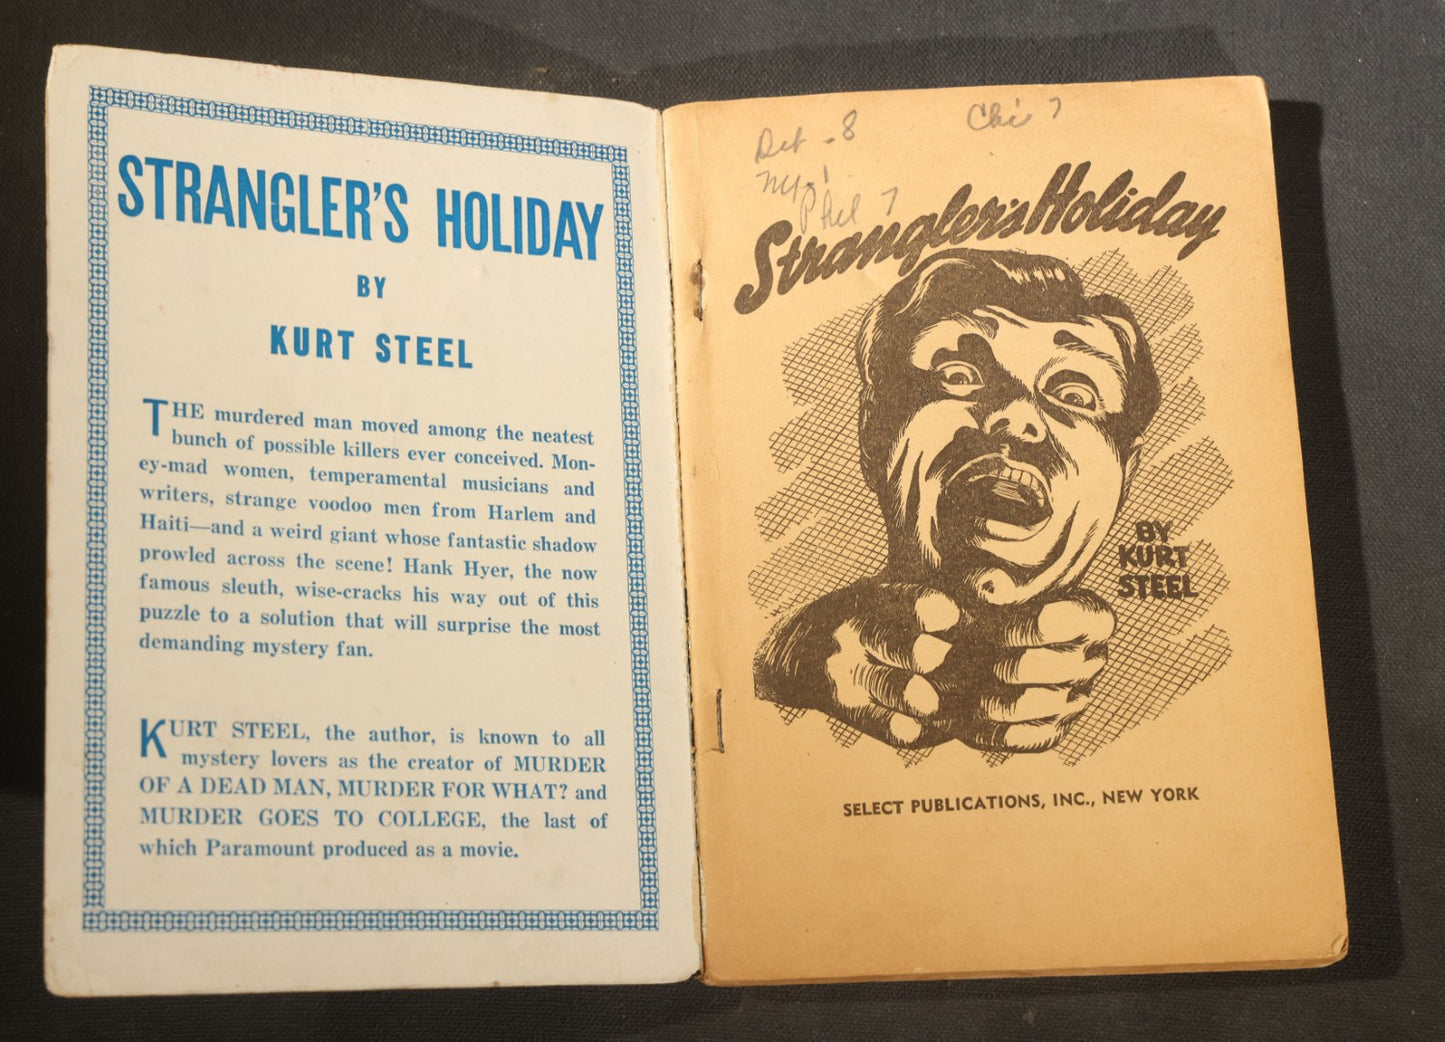 STRANGLER'S HOLIDAY
BY
KURT STEEL
THE murdered man moved among the neatest
bunch of possible killers ever conceived. Mon-
ey-mad women, temperamental musicians and
writers, strange voodoo men from Harlem and
Haiti—and a weird giant whose fantastic shadow
prowled across the scene! Hank Hyer, the now
famous sleuth, wise-cracks his way out of this
puzzle to a solution that will surprise the most
demanding mystery fan.
KURT STEEL, the author, is known to all
mystery lovers as the creator of MURDER
OF A DEAD MAN, MURDER FOR WHAT? and
MURDER GOES TO COLLEGE, the last of
which Paramount produced as a movie.
Det - 8
Chi 7
NY - 1
Phil 7
Strangler's Holiday
BY
KURT
STEEL
SELECT PUBLICATIONS, INC., NEW YORK